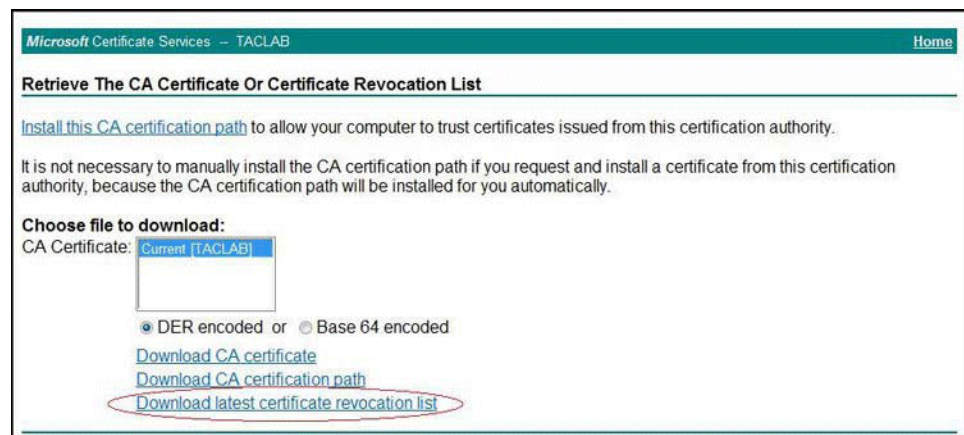 Microsoft Certificate Services -- TACLAB Home
Retrieve The CA Certificate Or Certificate Revocation List
Install this CA certification path to allow your computer to trust certificates issued from this certification authority.
It is not necessary to manually install the CA certification path if you request and install a certificate from this certification
authority, because the CA certification path will be installed for you automatically.
Choose file to download:
CA Certificate: Current [TACLAB]
DER encoded or Base 64 encoded
Download CA certificate
Download CA certification path
Download latest certificate revocation list